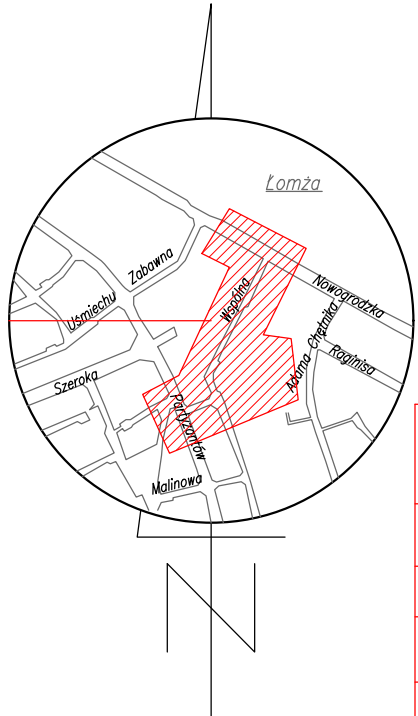 Łomża
Zabawna
Nowogrodzka
Wspólna
Uśmiechu
Adama Chętnika
Raginisa
Szeroka
Partyzantów
Malinowa
N